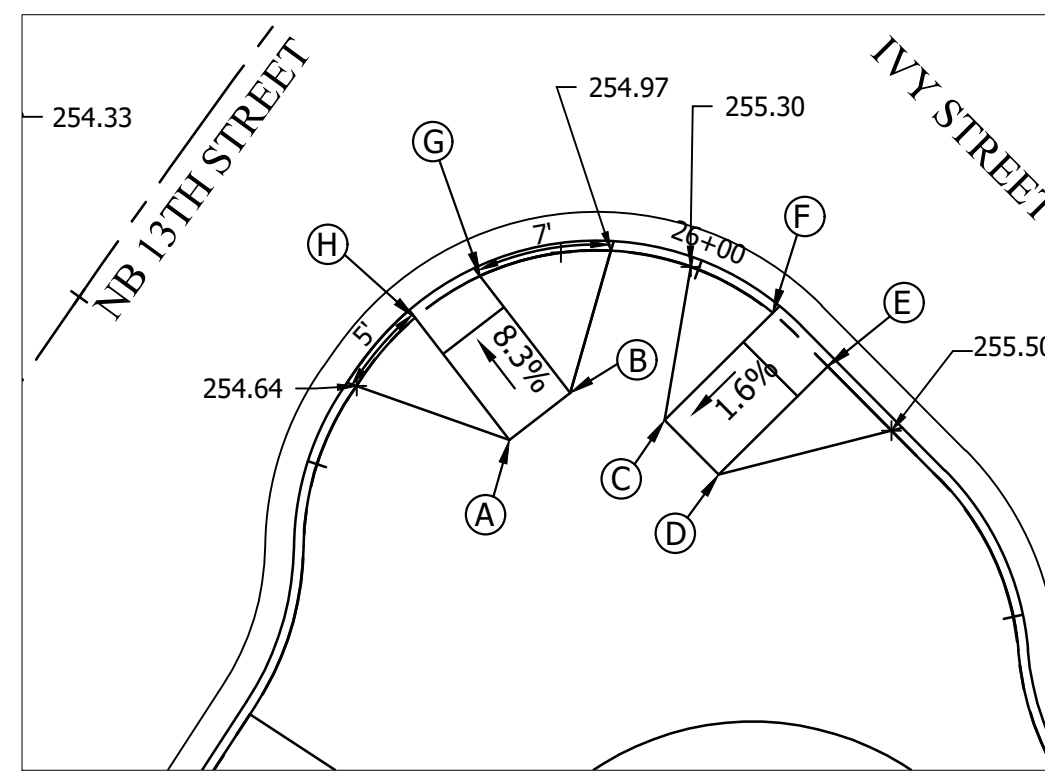 254.33
NB 13TH STREET
254.97
255.30
IVY STREET
G
F
H
7'
26+00
E
5'
8.3%
B
1.6%
255.50
254.64
C
A
D